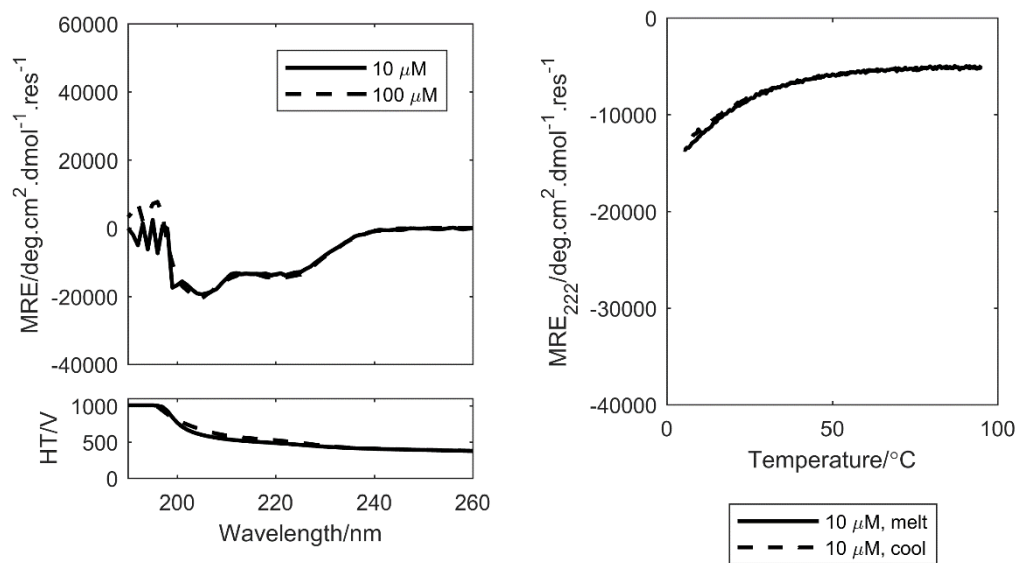 60000
40000
20000
0
-20000
-40000
MRE/deg.cm².dmol⁻¹.res⁻¹
10 μM
100 μM
1000
500
0
HT/V
200
220
240
260
Wavelength/nm
0
-10000
-20000
-30000
-40000
MRE₂₂₂/deg.cm².dmol⁻¹.res⁻¹
0
50
100
Temperature/°C
10 μM, melt
10 μM, cool